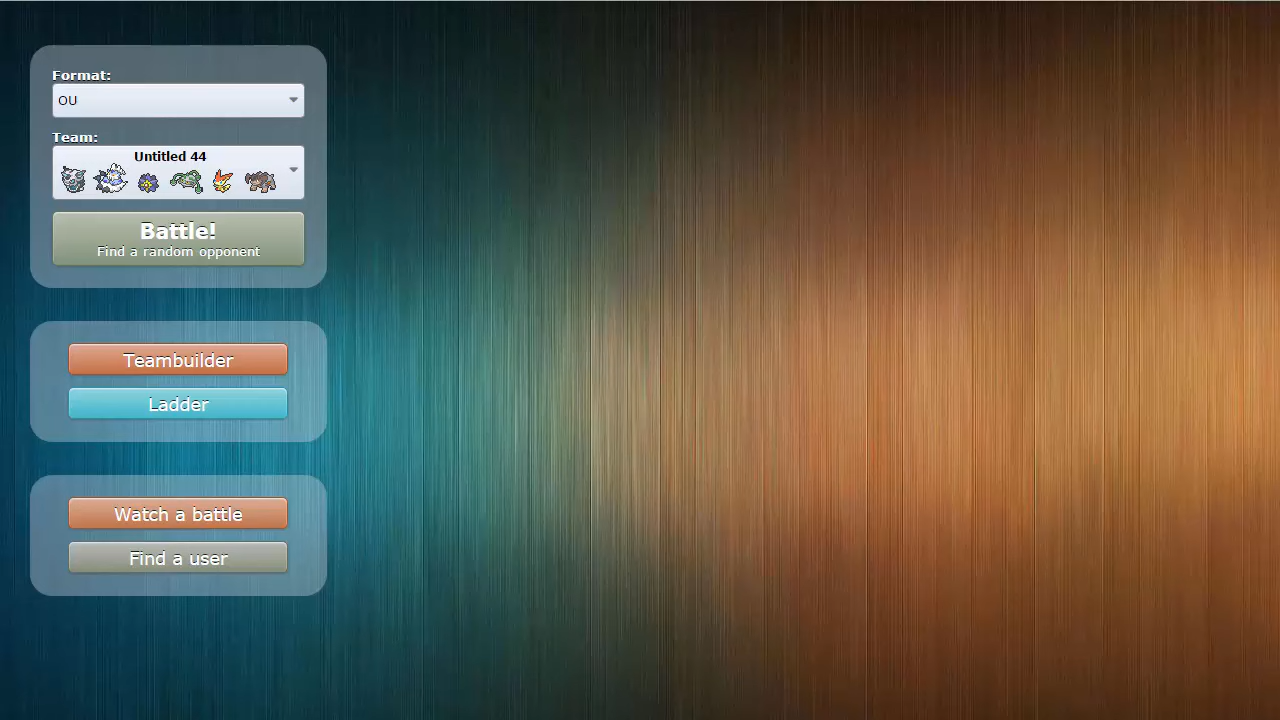 Format:
OU
Team:
Untitled 44
Battle!
Find a random opponent
Teambuilder
Ladder
Watch a battle
Find a user